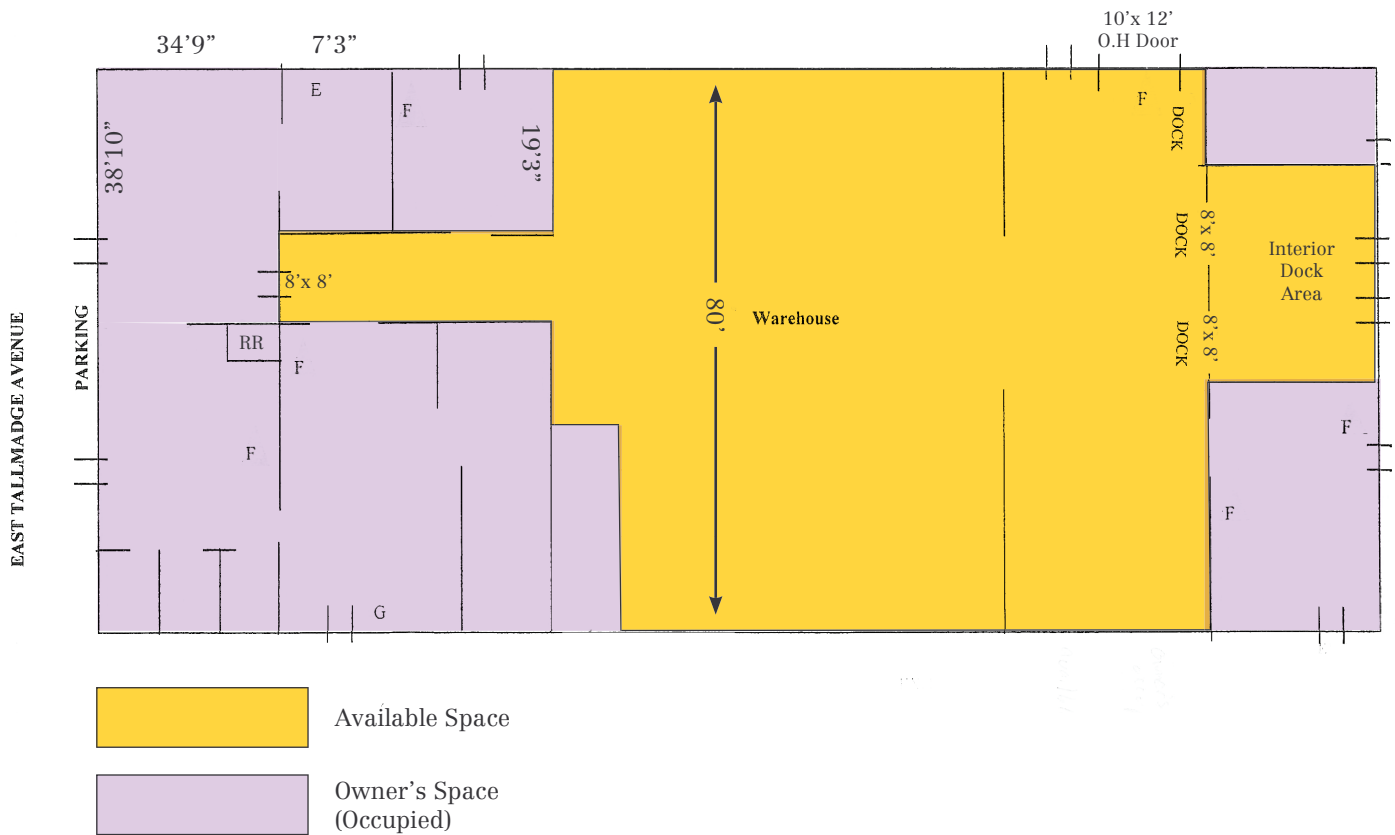 10'x 12'
O.H Door
34'9”
7'3”
E
F
F
DOCK
38'10”
19'3”
DOCK
8'x 8'
Interior
Dock
Area
8'x 8'
80'
Warehouse
DOCK
8'x 8'
PARKING
EAST TALLMADGE AVENUE
RR
F
F
F
F
G
Available Space
Owner's Space
(Occupied)